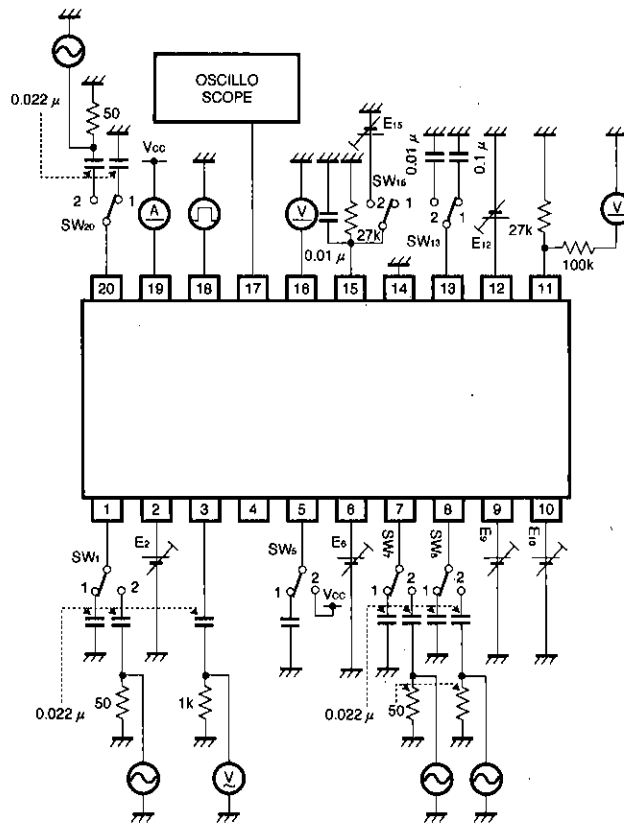 OSCILLO
SCOPE
0.022 μ
50
Vcc
A
2
1
SW20
V
0.01 μ
27k
E15
SW16
2
1
0.01 μ
0.1 μ
2
1
SW13
E12
27k
100k
V
20
19
18
17
16
15
14
13
12
11
1
2
3
4
5
6
7
8
9
10
SW1
1
2
E2
SW5
1
2
Vcc
E6
SW7
1
2
SW8
1
2
E9
E10
0.022 μ
50
1k
V
0.022 μ
50